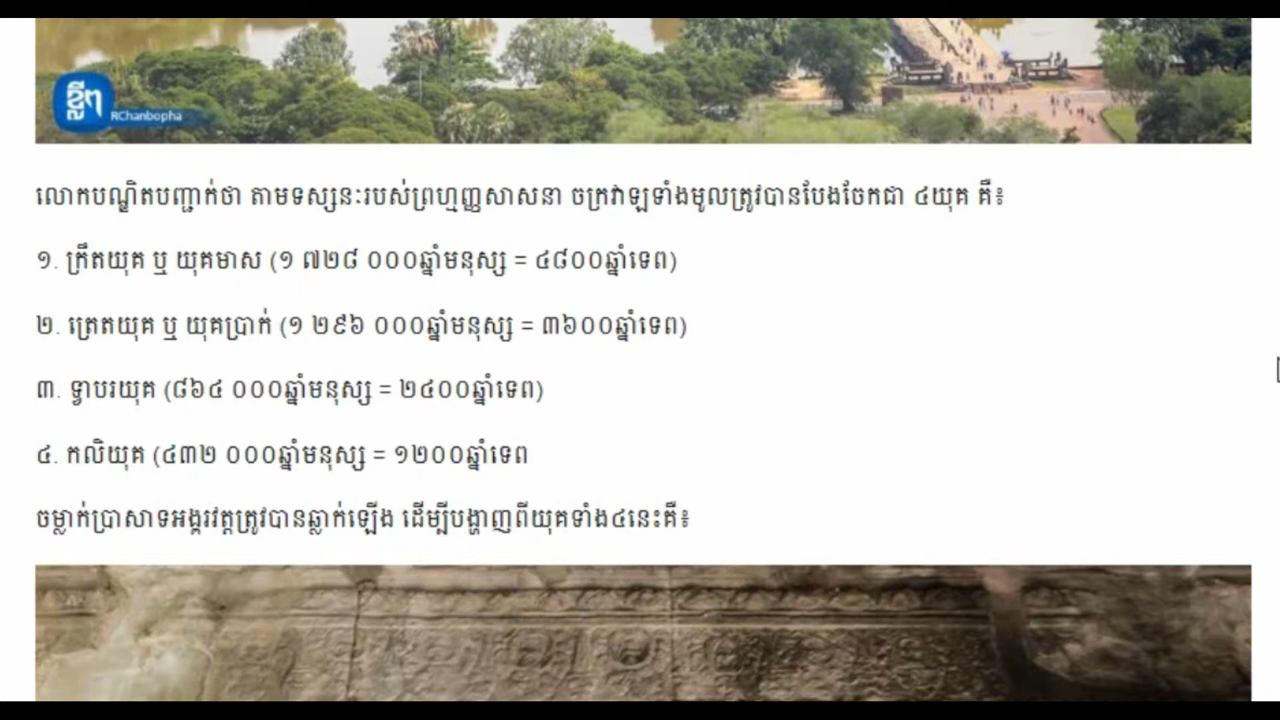 ខ្លីៗ
RChanbopha
លោកបណ្ឌិតបញ្ជាក់ថា តាមទស្សនៈរបស់ព្រហ្មញ្ញសាសនា ចក្រវាឡទាំងមូលត្រូវបានបែងចែកជា ៤យុគ គឺ៖
១. ក្រឹតយុគ ឬ យុគមាស (១ ៧២៨ ០០០ឆ្នាំមនុស្ស = ៤៨០០ឆ្នាំទេព)
២. ត្រេតយុគ ឬ យុគប្រាក់ (១ ២៩៦ ០០០ឆ្នាំមនុស្ស = ៣៦០០ឆ្នាំទេព)
៣. ទ្វាបរយុគ (៨៦៤ ០០០ឆ្នាំមនុស្ស = ២៤០០ឆ្នាំទេព)
៤. កលិយុគ (៤៣២ ០០០ឆ្នាំមនុស្ស = ១២០០ឆ្នាំទេព
ចម្លាក់ប្រាសាទអង្គរវត្តត្រូវបានឆ្លាក់ឡើង ដើម្បីបង្ហាញពីយុគទាំង៤នេះគឺ៖